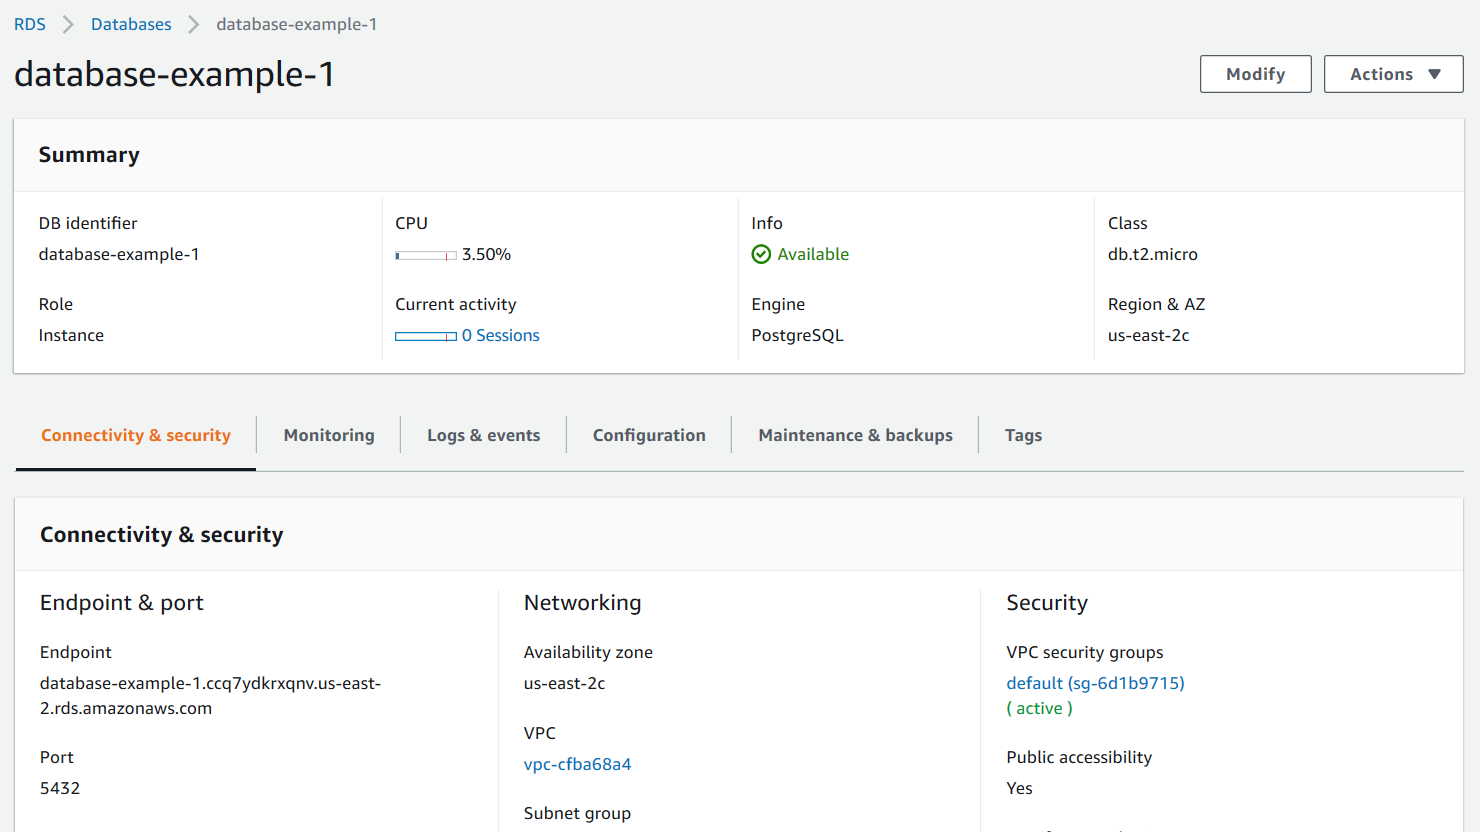 RDS > Databases > database-example-1
database-example-1
Modify
Actions
Summary
DB identifier
database-example-1
CPU
3.50%
Info
Available
Class
db.t2.micro
Role
Instance
Current activity
0 Sessions
Engine
PostgreSQL
Region & AZ
us-east-2c
Connectivity & security
Monitoring
Logs & events
Configuration
Maintenance & backups
Tags
Connectivity & security
Endpoint & port
Endpoint
database-example-1.ccq7ydkrxqnv.us-east-
2.rds.amazonaws.com
Port
5432
Networking
Availability zone
us-east-2c
VPC
vpc-cfba68a4
Subnet group
Security
VPC security groups
default (sg-6d1b9715)
( active )
Public accessibility
Yes